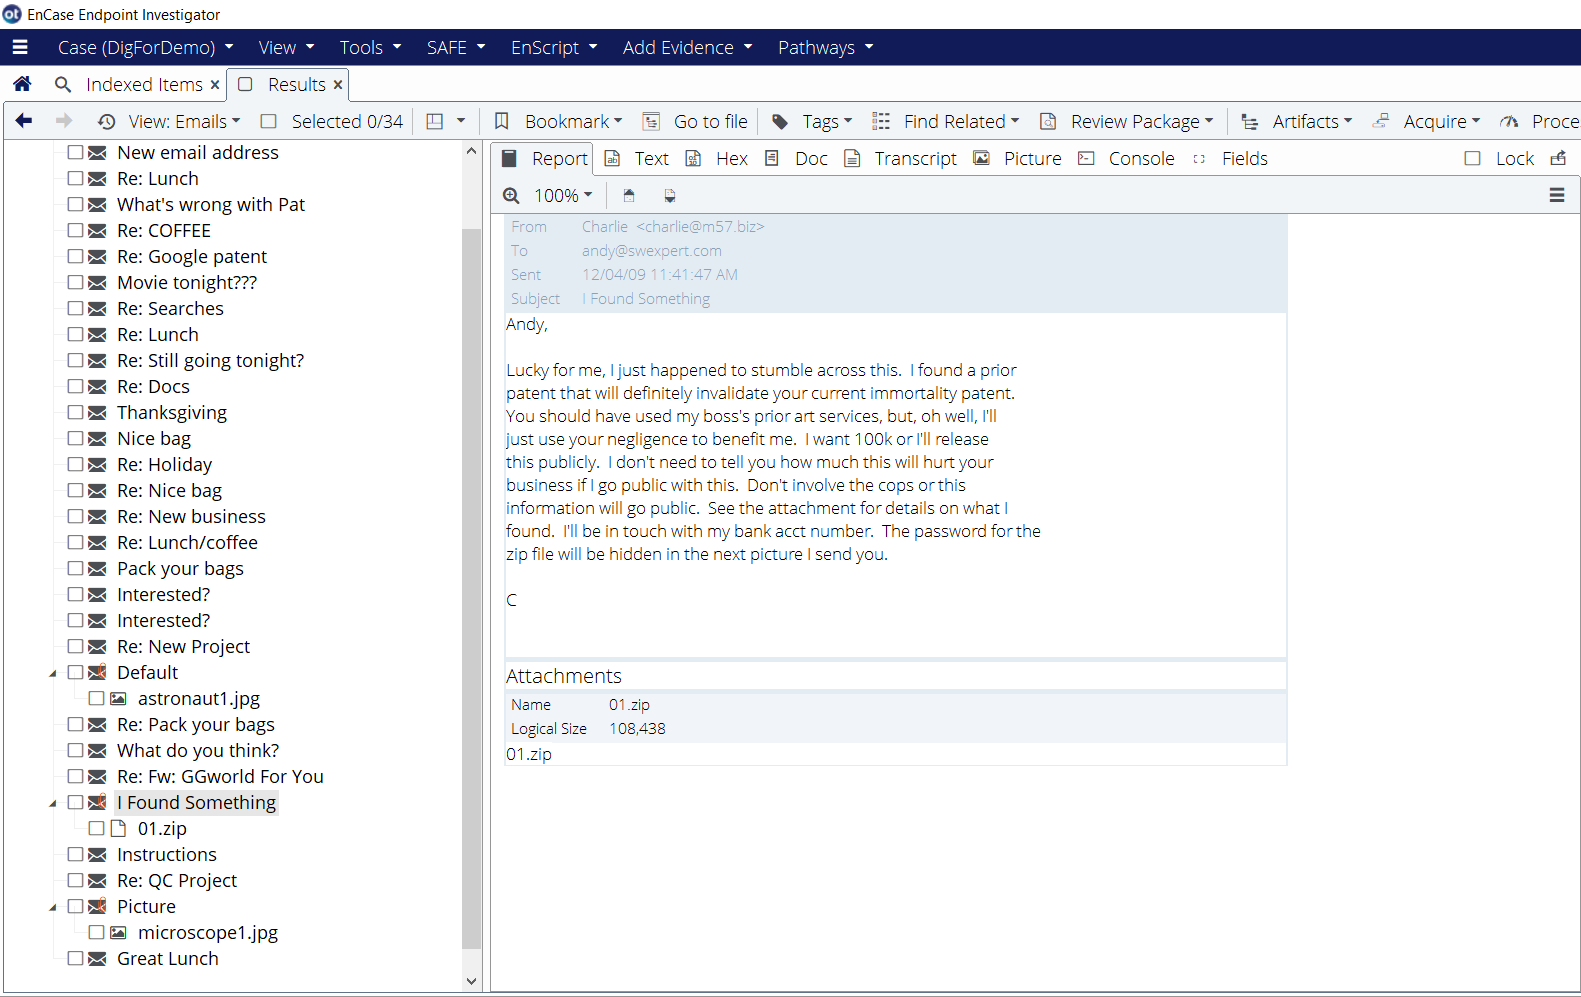 EnCase Endpoint Investigator
Case (DigForDemo) View Tools SAFE EnScript Add Evidence Pathways
Indexed Items Results
View: Emails Selected 0/34 Bookmark Go to file Tags Find Related Review Package Artifacts Acquire Proce
New email address
Re: Lunch
What's wrong with Pat
Re: COFFEE
Re: Google patent
Movie tonight???
Re: Searches
Re: Lunch
Re: Still going tonight?
Re: Docs
Thanksgiving
Nice bag
Re: Holiday
Re: Nice bag
Re: New business
Re: Lunch/coffee
Pack your bags
Interested?
Interested?
Re: New Project
Default
astronaut1.jpg
Re: Pack your bags
What do you think?
Re: Fw: GGworld For You
I Found Something
01.zip
Instructions
Re: QC Project
Picture
microscope1.jpg
Great Lunch
Report Text Hex Doc Transcript Picture Console Fields Lock
100%
From Charlie <charlie@m57.biz>
To andy@swexpert.com
Sent 12/04/09 11:41:47 AM
Subject I Found Something
Andy,
Lucky for me, I just happened to stumble across this. I found a prior
patent that will definitely invalidate your current immortality patent.
You should have used my boss's prior art services, but, oh well, I'll
just use your negligence to benefit me. I want 100k or I'll release
this publicly. I don't need to tell you how much this will hurt your
business if I go public with this. Don't involve the cops or this
information will go public. See the attachment for details on what I
found. I'll be in touch with my bank acct number. The password for the
zip file will be hidden in the next picture I send you.
C
Attachments
Name 01.zip
Logical Size 108,438
01.zip